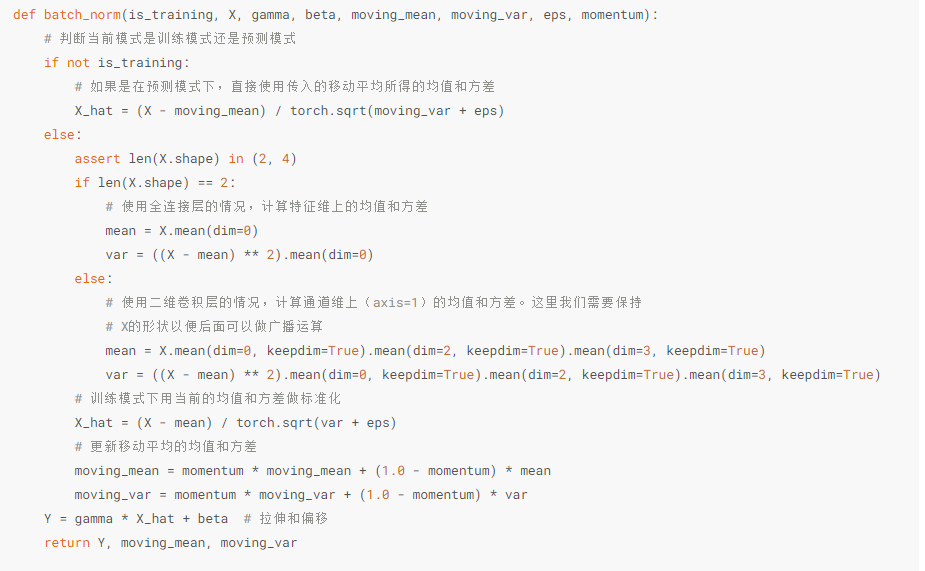 def batch_norm(is_training, X, gamma, beta, moving_mean, moving_var, eps, momentum):
    # 判断当前模式是训练模式还是预测模式
    if not is_training:
        # 如果是在预测模式下，直接使用传入的移动平均所得的均值和方差
        X_hat = (X - moving_mean) / torch.sqrt(moving_var + eps)
    else:
        assert len(X.shape) in (2, 4)
        if len(X.shape) == 2:
            # 使用全连接层的情况，计算特征维上的均值和方差
            mean = X.mean(dim=0)
            var = ((X - mean) ** 2).mean(dim=0)
        else:
            # 使用二维卷积层的情况，计算通道维上（axis=1）的均值和方差。这里我们需要保持
            # X的形状以便后面可以做广播运算
            mean = X.mean(dim=0, keepdim=True).mean(dim=2, keepdim=True).mean(dim=3, keepdim=True)
            var = ((X - mean) ** 2).mean(dim=0, keepdim=True).mean(dim=2, keepdim=True).mean(dim=3, keepdim=True)
        # 训练模式下用当前的均值和方差做标准化
        X_hat = (X - mean) / torch.sqrt(var + eps)
        # 更新移动平均的均值和方差
        moving_mean = momentum * moving_mean + (1.0 - momentum) * mean
        moving_var = momentum * moving_var + (1.0 - momentum) * var
    Y = gamma * X_hat + beta  # 拉伸和偏移
    return Y, moving_mean, moving_var